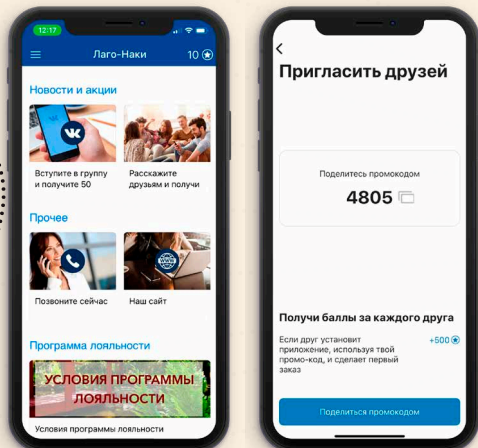 12:17
Лаго-Наки
10
Новости и акции
Вступите в группу
и получите 50
Расскажите
друзьям и получи
Прочее
Позвоните сейчас
WWW
Наш сайт
Программа лояльности
УСЛОВИЯ ПРОГРАММЫ
ЛОЯЛЬНОСТИ
Условия программы лояльности
Пригласить друзей
Поделитесь промокодом
4805
Получи баллы за каждого друга
Если друг установит
приложение, используя твой
промо-код, и сделает первый
заказ
+500
Поделиться промокодом